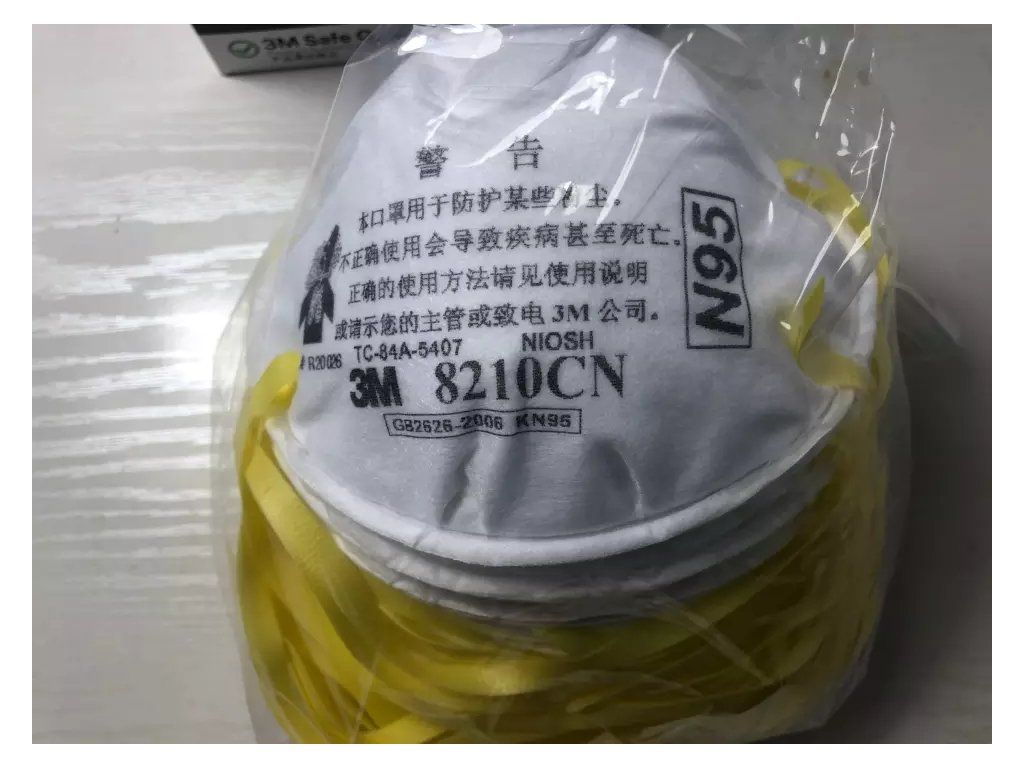 3M Safe
警 告
本口罩用于防护某些粉尘。
不正确使用会导致疾病甚至死亡.
正确的使用方法请见使用说明
或请示您的主管或致电 3M 公司。
N95
# R20026 TC-84A-5407 NIOSH
3M 8210CN
GB2626-2006 KN95